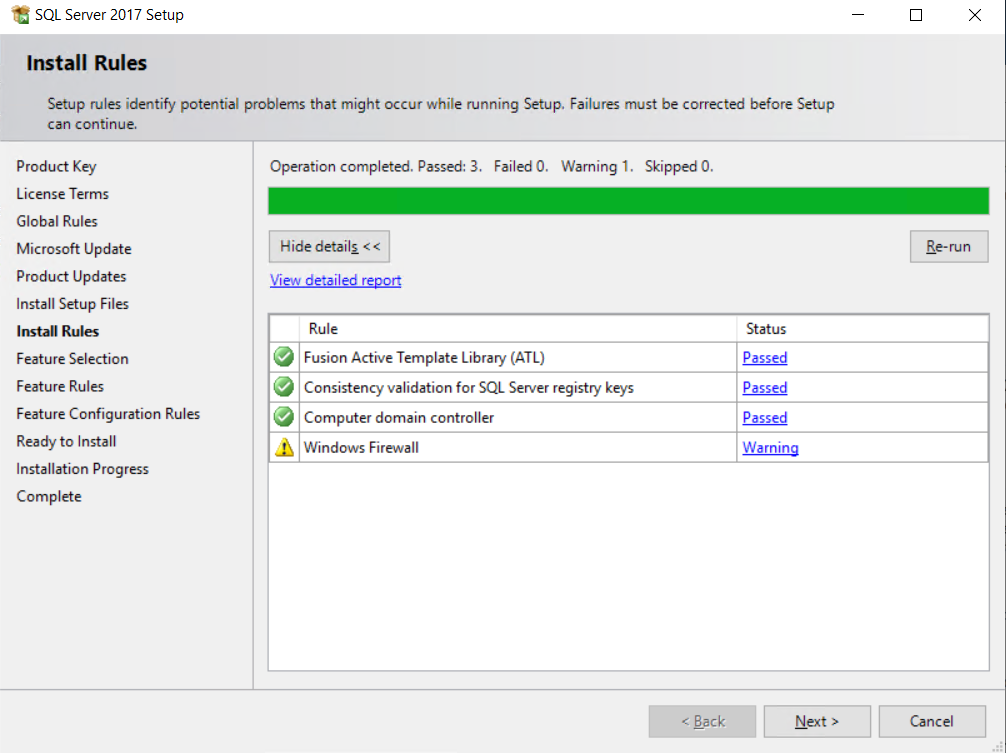 SQL Server 2017 Setup
Install Rules
Setup rules identify potential problems that might occur while running Setup. Failures must be corrected before Setup
can continue.
Product Key
License Terms
Global Rules
Microsoft Update
Product Updates
Install Setup Files
Install Rules
Feature Selection
Feature Rules
Feature Configuration Rules
Ready to Install
Installation Progress
Complete
Operation completed. Passed: 3.   Failed 0.   Warning 1.   Skipped 0.
Hide details <<
Re-run
View detailed report
Rule Status
Fusion Active Template Library (ATL) Passed
Consistency validation for SQL Server registry keys Passed
Computer domain controller Passed
Windows Firewall Warning
< Back Next > Cancel